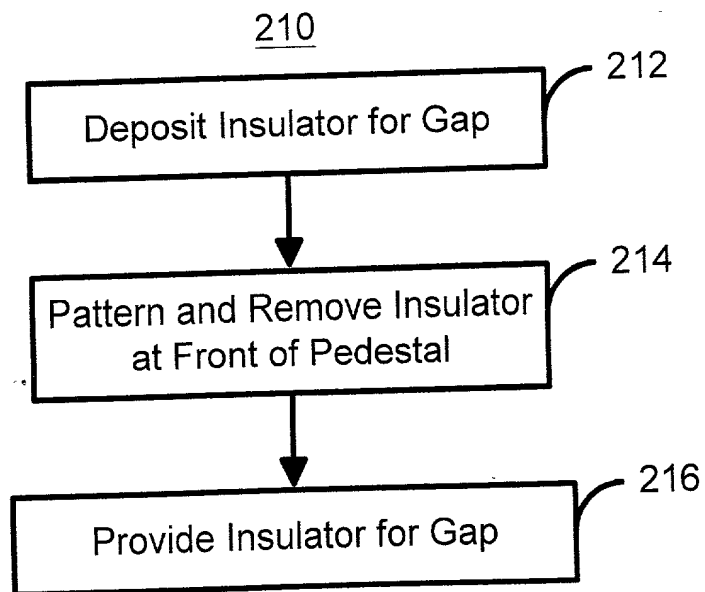 210
212
Deposit Insulator for Gap
214
Pattern and Remove Insulator
at Front of Pedestal
216
Provide Insulator for Gap